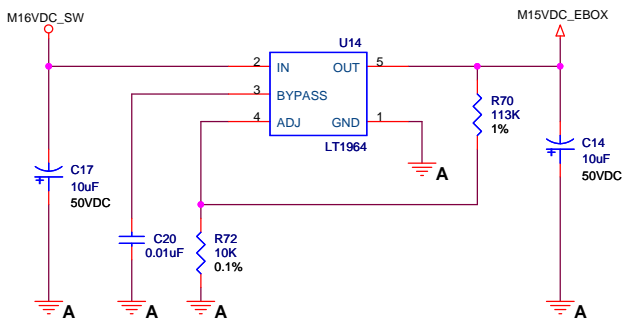 M16VDC_SW
M15VDC_EBOX
U14
2 IN OUT 5
3 BYPASS
4 ADJ GND 1
LT1964
R70
113K
1%
A
C14
10uF
50VDC
+
C17
10uF
50VDC
+
C20
0.01uF
R72
10K
0.1%
A
A
A
A